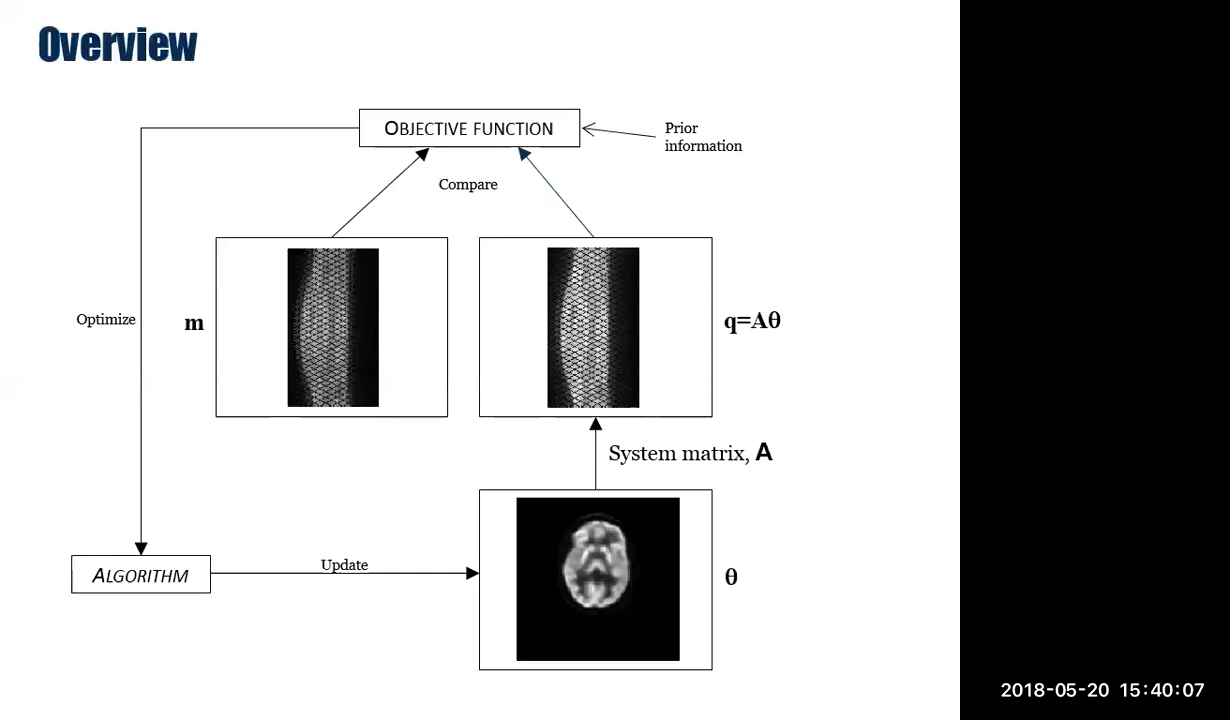 Overview
OBJECTIVE FUNCTION
Prior
information
Compare
Optimize
m
q=Aθ
System matrix, A
ALGORITHM
Update
θ
2018-05-20 15:40:07